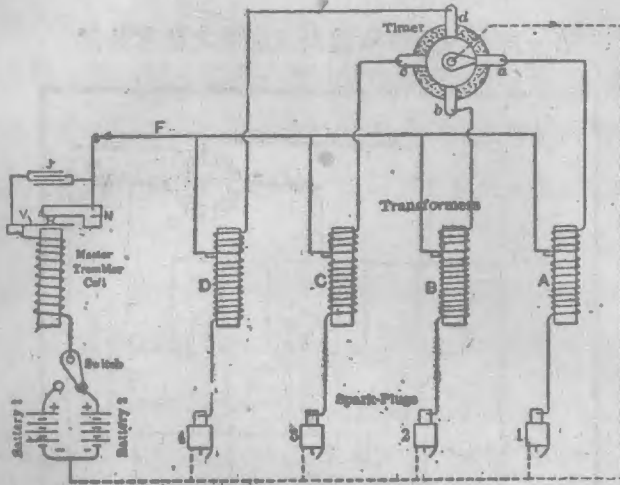 d
Timer
c
a
b
F
N
V
Transformers
Master
Trembler
Coil
D
C
B
A
Switch
Spark-Plugs
Battery 1
+
+
Battery 2
-
4
3
2
1